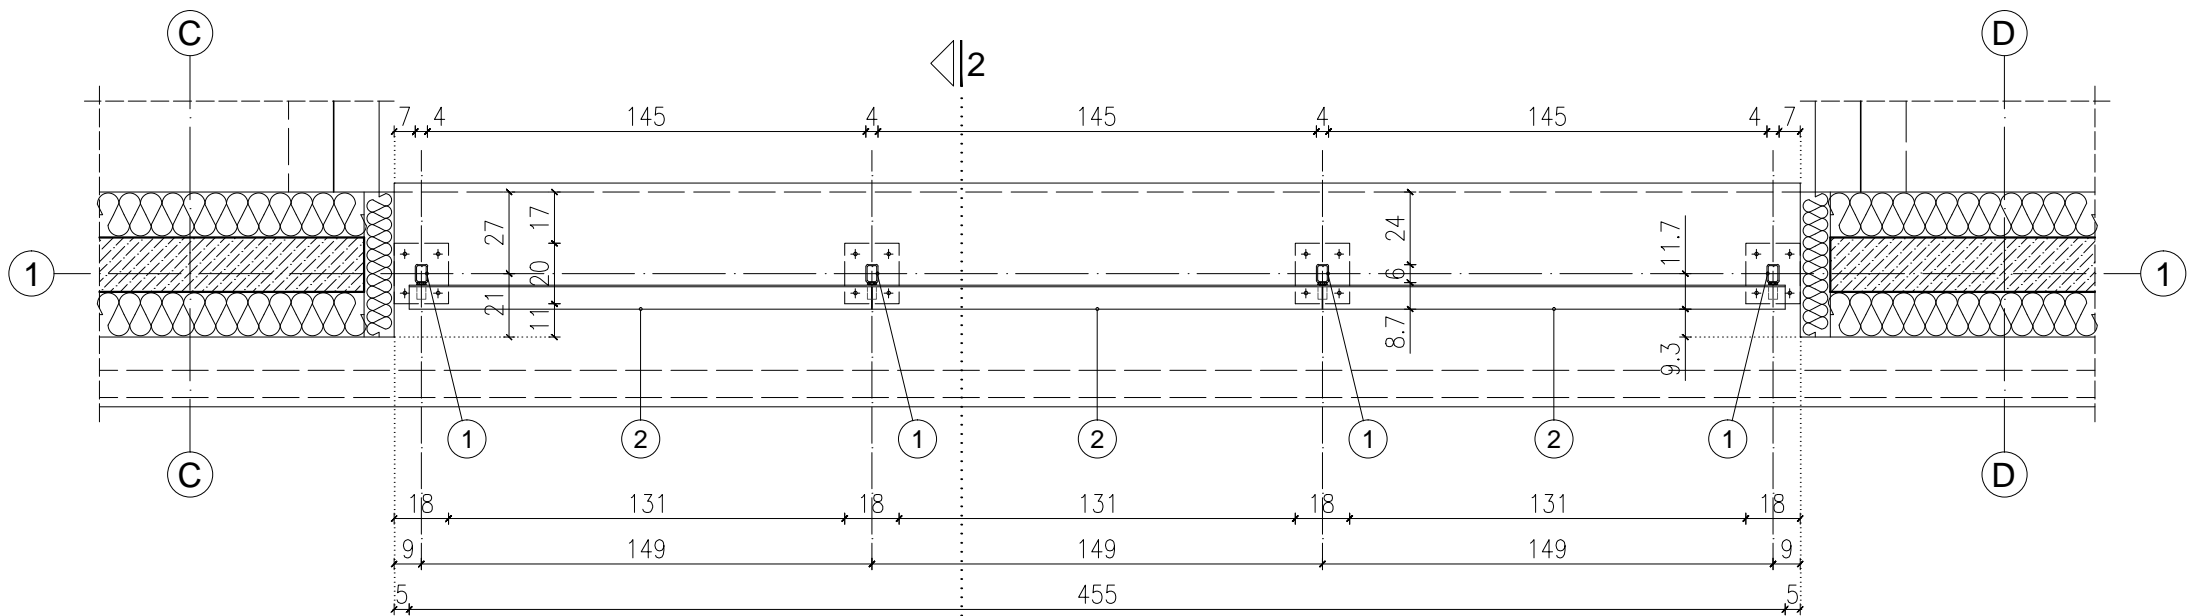 C D
2
7 4 145 4 145 4 145 4 7
27 17 24 11.7
1 20 6 1
21 11 8.7 9.3
1 2 1 2 1 2 1
C D
18 131 18 131 18 131 18
9 149 149 149 9
5 455 5